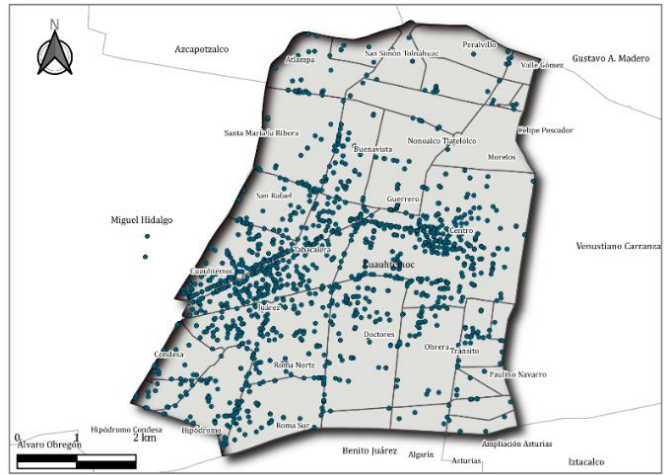 N
Azcapotzalco
San Simón Tolnáhuac
Peralvillo
Gustavo A. Madero
Atlampa
Valle Gómez
Santa María la Ribera
Felipe Pescador
Nonoalco Tlatelolco
Buenavista
Morelos
San Rafael
Guerrero
Miguel Hidalgo
Centro
Tabacalera
Venustiano Carranza
Cuauhtémoc
Cuauhtémoc
Juárez
Doctores
Obrera
Tránsito
Condesa
Roma Norte
Paulino Navarro
Hipódromo Condesa
Hipódromo
Roma Sur
0 1 2 km
Álvaro Obregón
Benito Juárez
Algarín
Asturias
Ampliación Asturias
Iztacalco